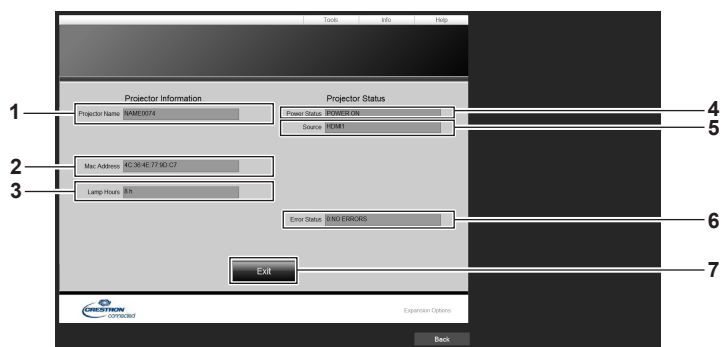 Tools Info Help
Projector Information Projector Status
1 Projector Name NAME0074 Power Status POWER ON 4
Source HDMI1 5
2 Mac Address 4C:36:4E:77:9D:C7
3 Lamp Hours 8 h
Error Status 0:NO ERRORS 6
Exit 7
CRESTRON
connected
Expansion Options
Back